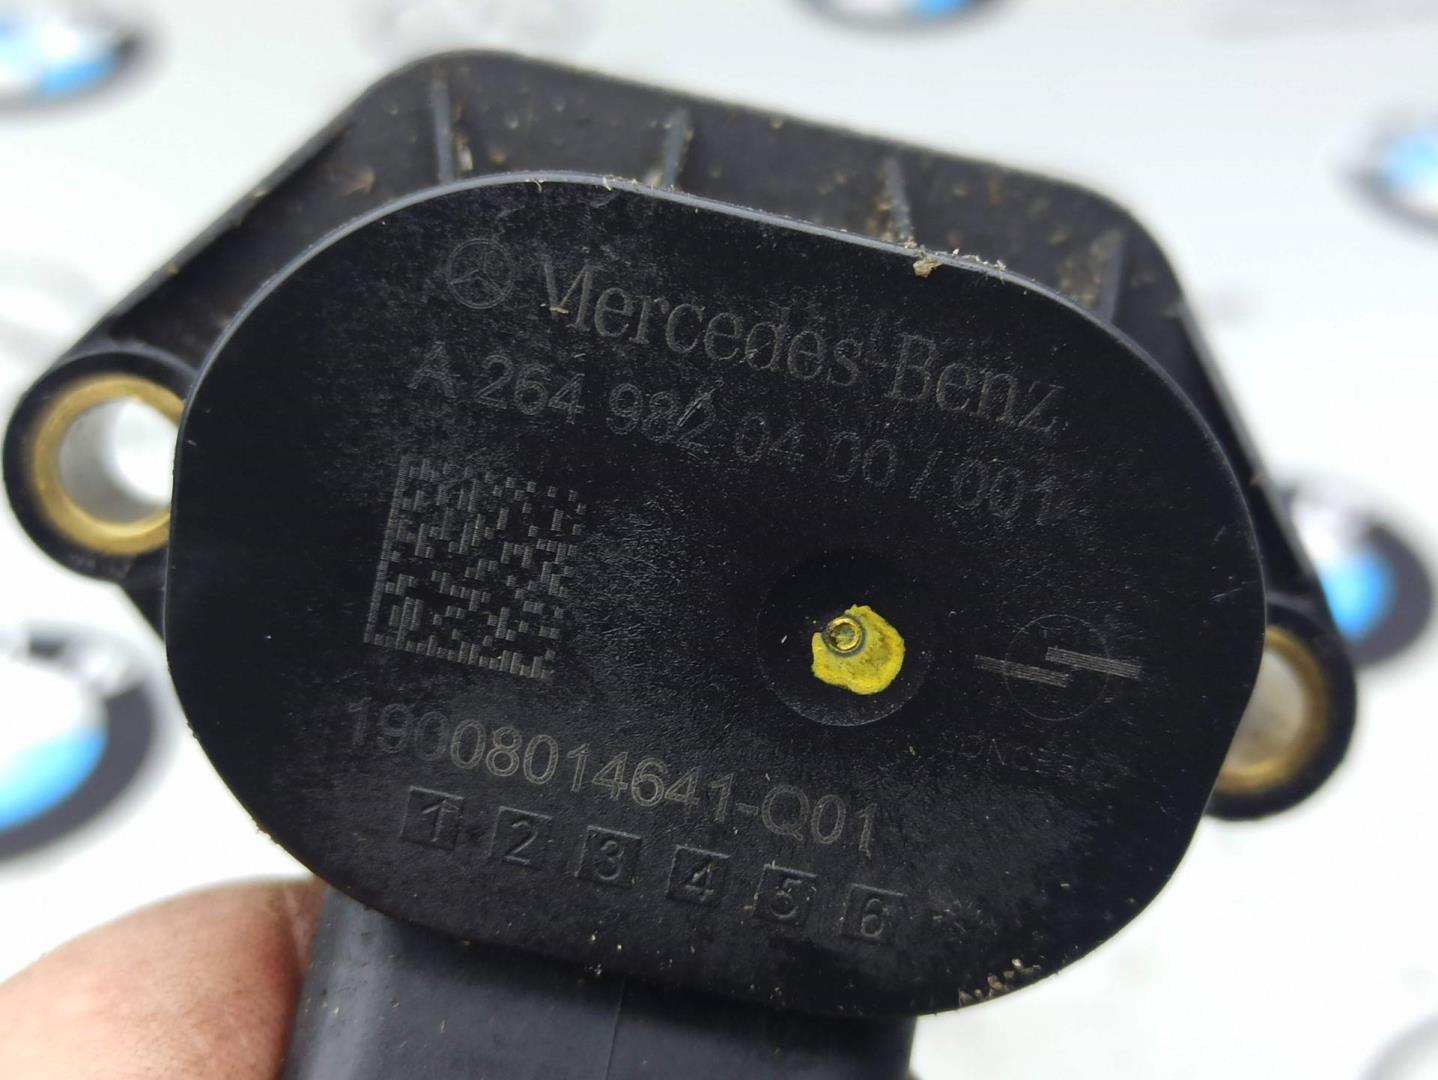 Mercedes-Benz
A 264 982 04 00 / 001
19008014641-Q01
1 2 3 4 5 6